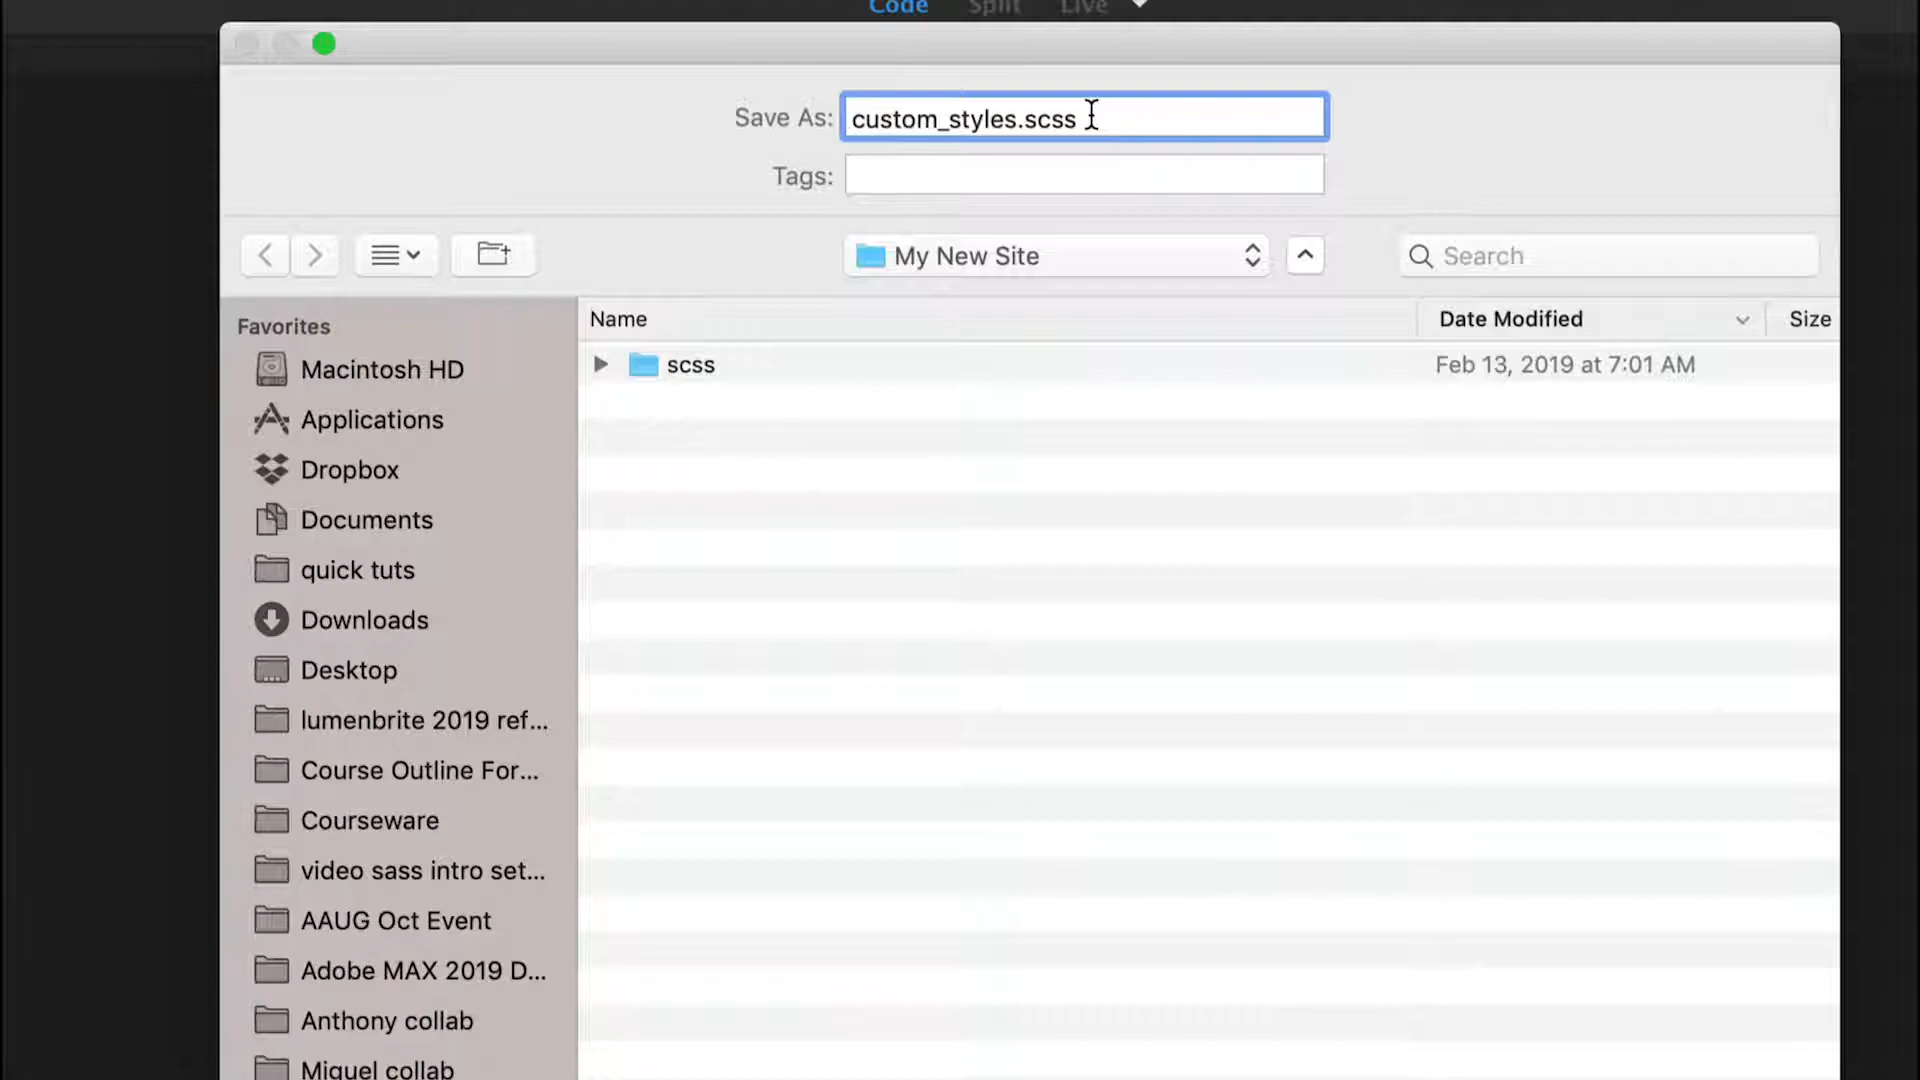 Code Split Live
Save As: custom_styles.scss
Tags:
My New Site
Search
Favorites
Name Date Modified Size
scss Feb 13, 2019 at 7:01 AM
Macintosh HD
Applications
Dropbox
Documents
quick tuts
Downloads
Desktop
lumenbrite 2019 ref...
Course Outline For...
Courseware
video sass intro set...
AAUG Oct Event
Adobe MAX 2019 D...
Anthony collab
Miguel collab